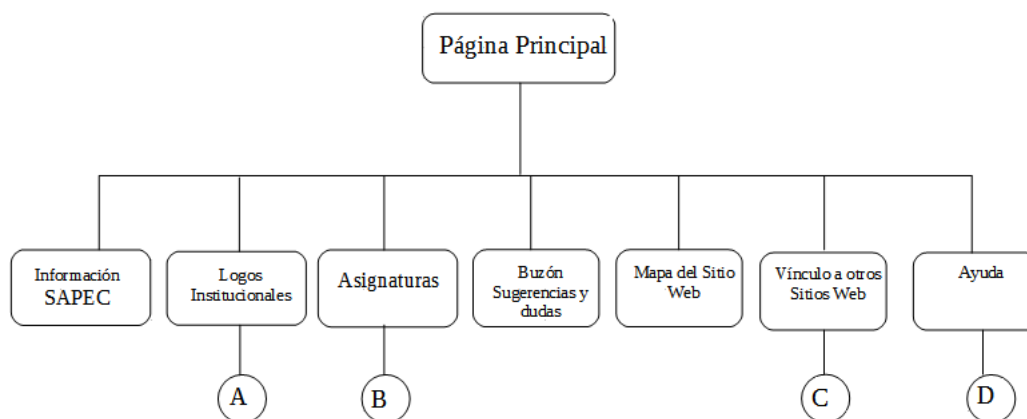 Página Principal
Información
SAPEC
Logos
Institucionales
Asignaturas
Buzón
Sugerencias y
dudas
Mapa del Sitio
Web
Vínculo a otros
Sitios Web
Ayuda
A
B
C
D